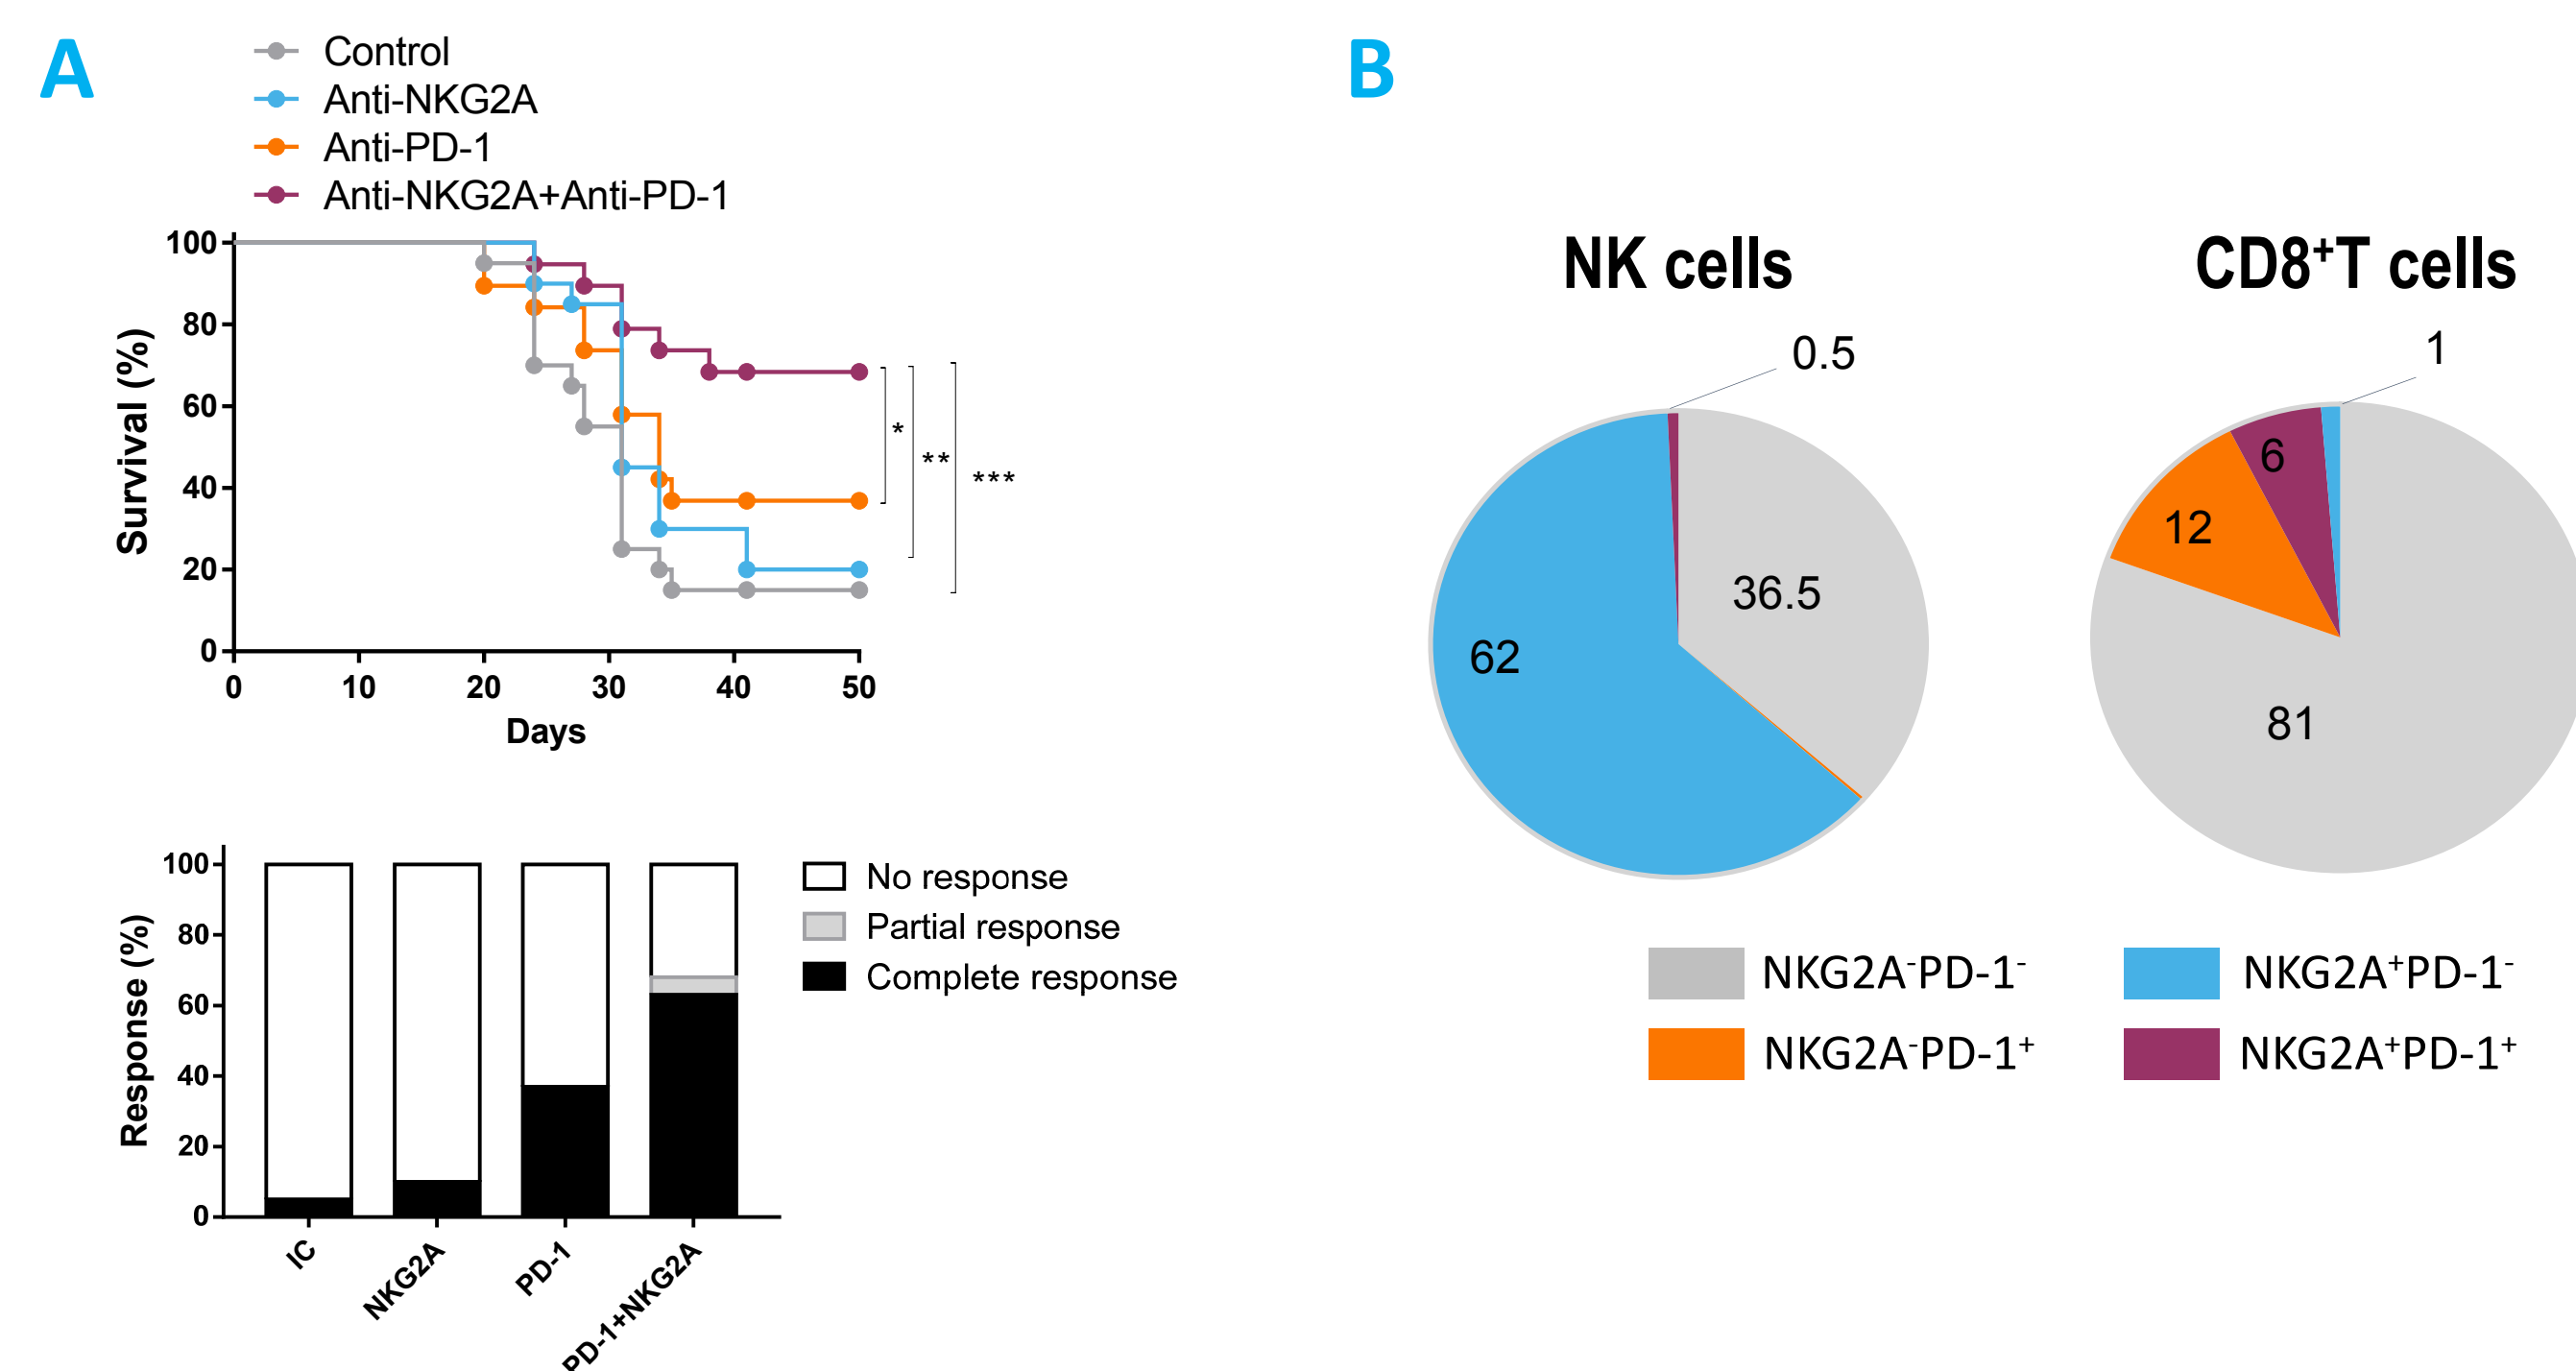 A
Control
Anti-NKG2A
Anti-PD-1
Anti-NKG2A+Anti-PD-1
Survival (%)
100
80
60
40
20
0
0 10 20 30 40 50
Days
*
**
***
Response (%)
100
80
60
40
20
0
IC
NKG2A
PD-1
PD-1+NKG2A
No response
Partial response
Complete response
B
NK cells
0.5
36.5
62
CD8⁺T cells
1
6
12
81
NKG2A⁻PD-1⁻
NKG2A⁺PD-1⁻
NKG2A⁻PD-1⁺
NKG2A⁺PD-1⁺